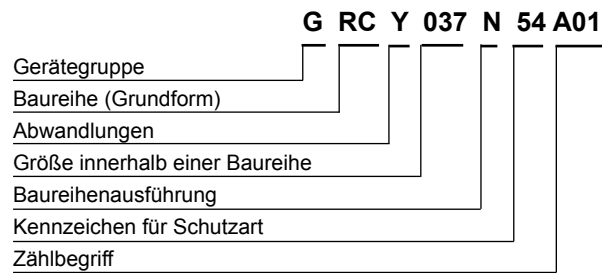 G RC Y 037 N 54 A01
Gerätegruppe
Baureihe (Grundform)
Abwandlungen
Größe innerhalb einer Baureihe
Baureihenausführung
Kennzeichen für Schutzart
Zählbegriff